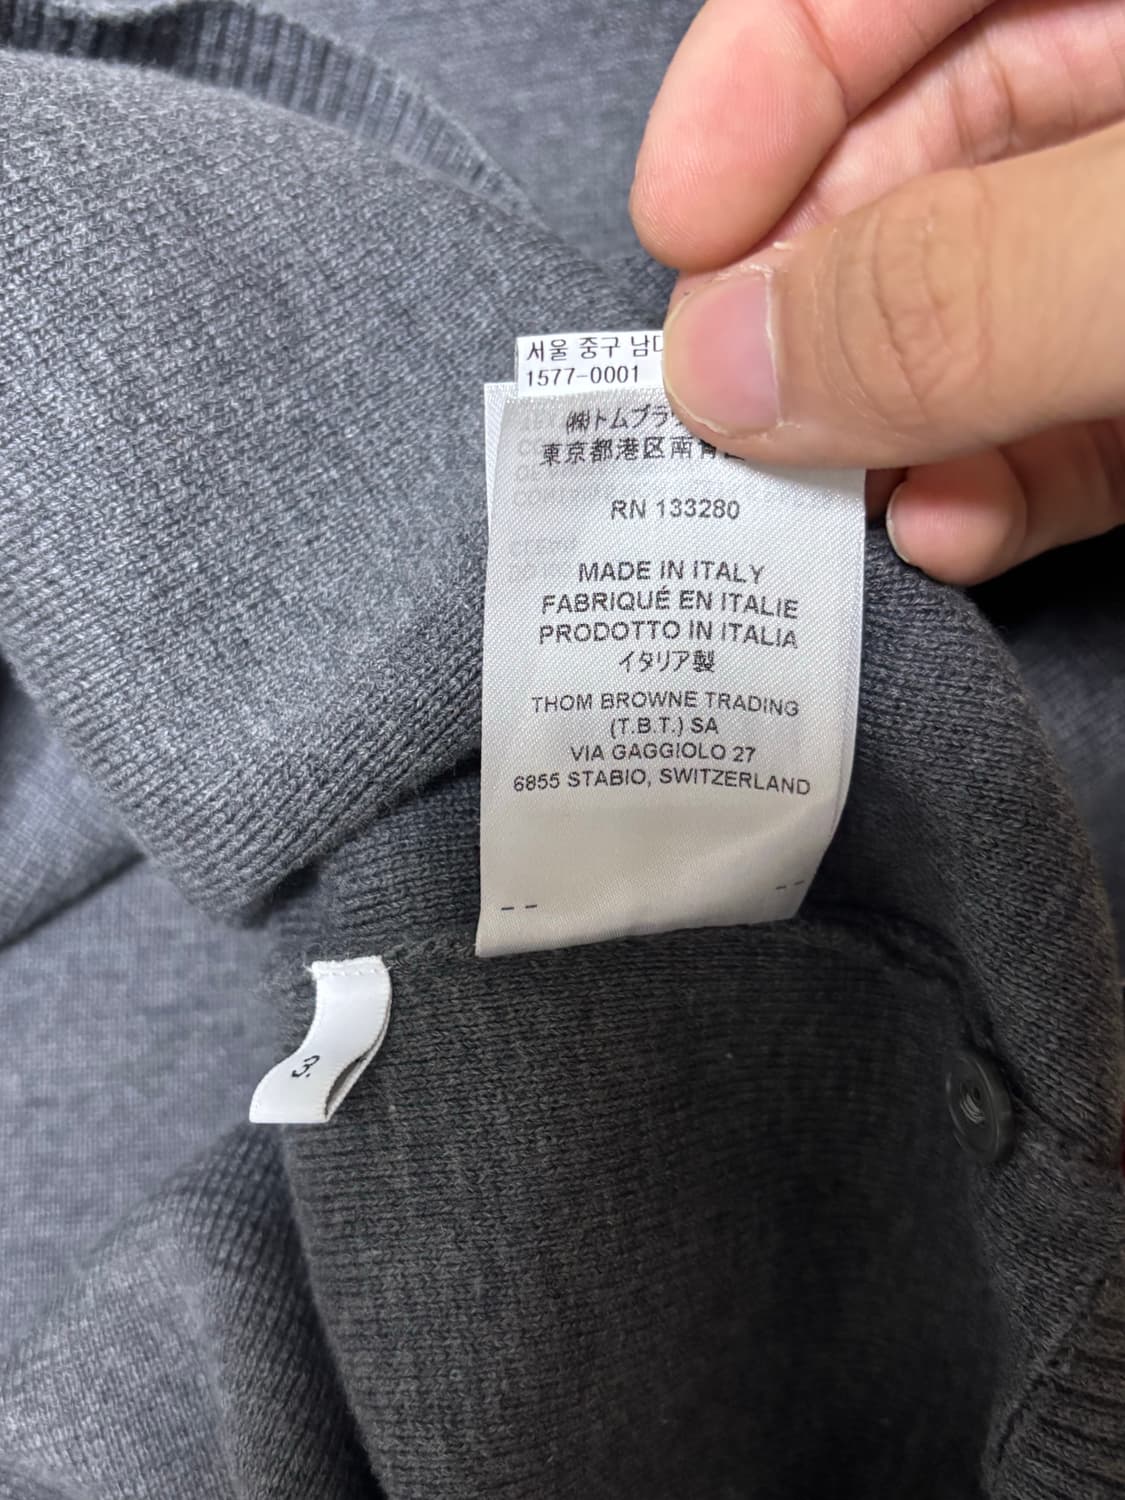 서울 중구
1577-0001
㈱トムブラ
東京都港区南青
RN 133280
MADE IN ITALY
FABRIQUÉ EN ITALIE
PRODOTTO IN ITALIA
イタリア製
THOM BROWNE TRADING
(T.B.T.) SA
VIA GAGGIOLO 27
6855 STABIO, SWITZERLAND
3.